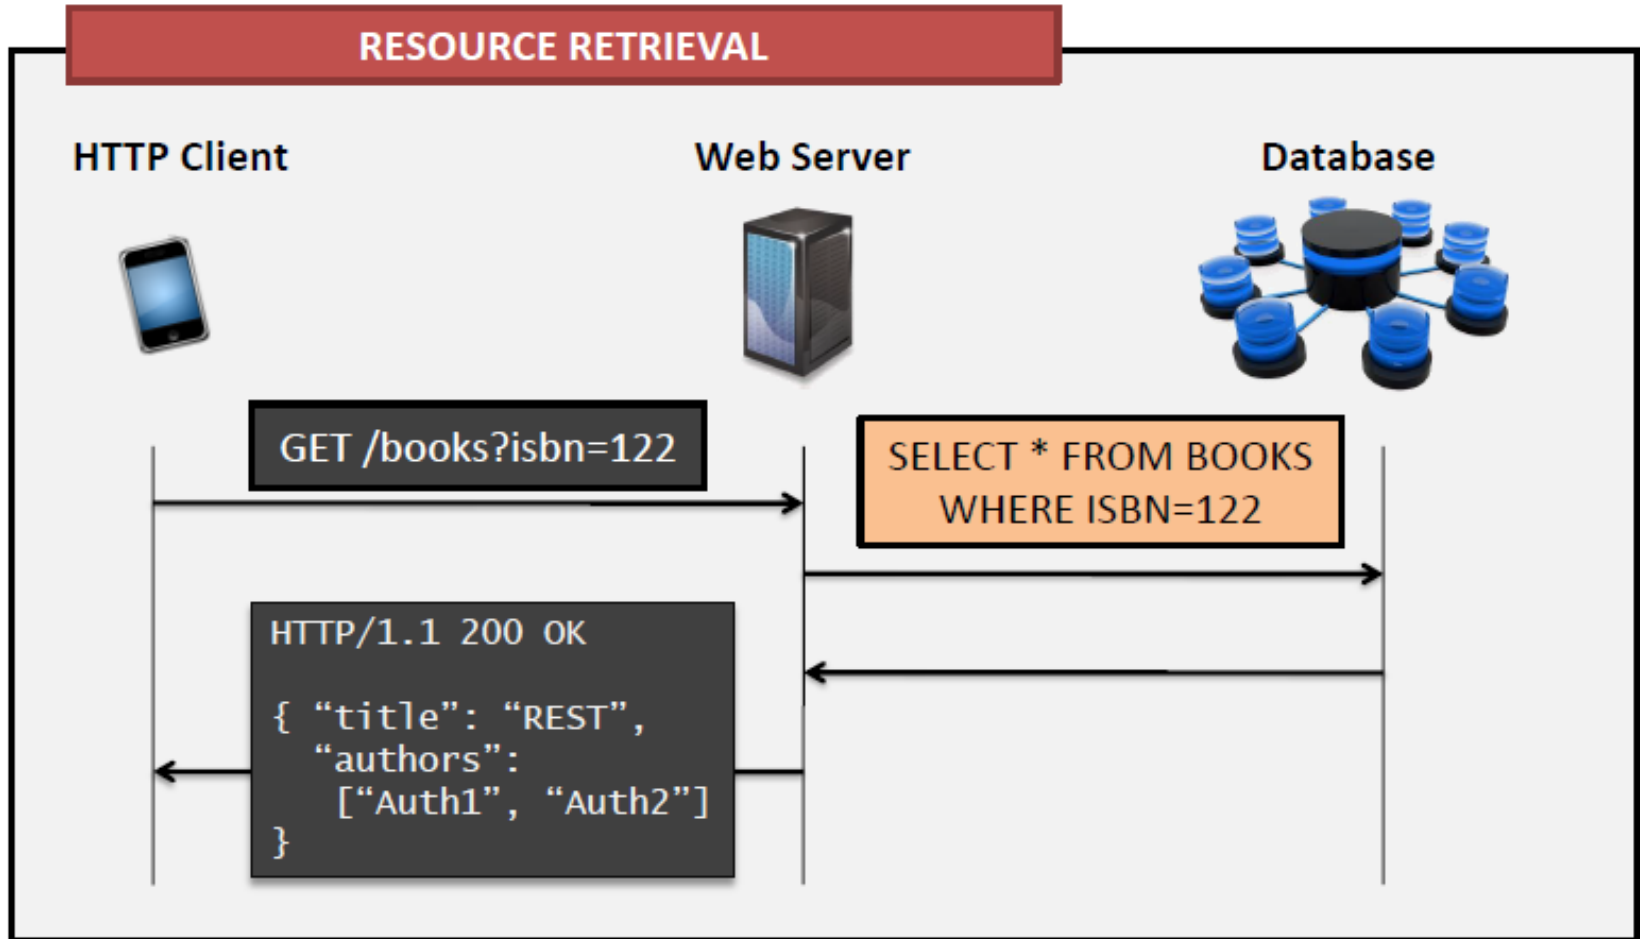 RESOURCE RETRIEVAL
HTTP Client
Web Server
Database
GET /books?isbn=122
SELECT * FROM BOOKS
WHERE ISBN=122
HTTP/1.1 200 OK
{ “title”: “REST”,
“authors”:
[“Auth1”, “Auth2”]
}